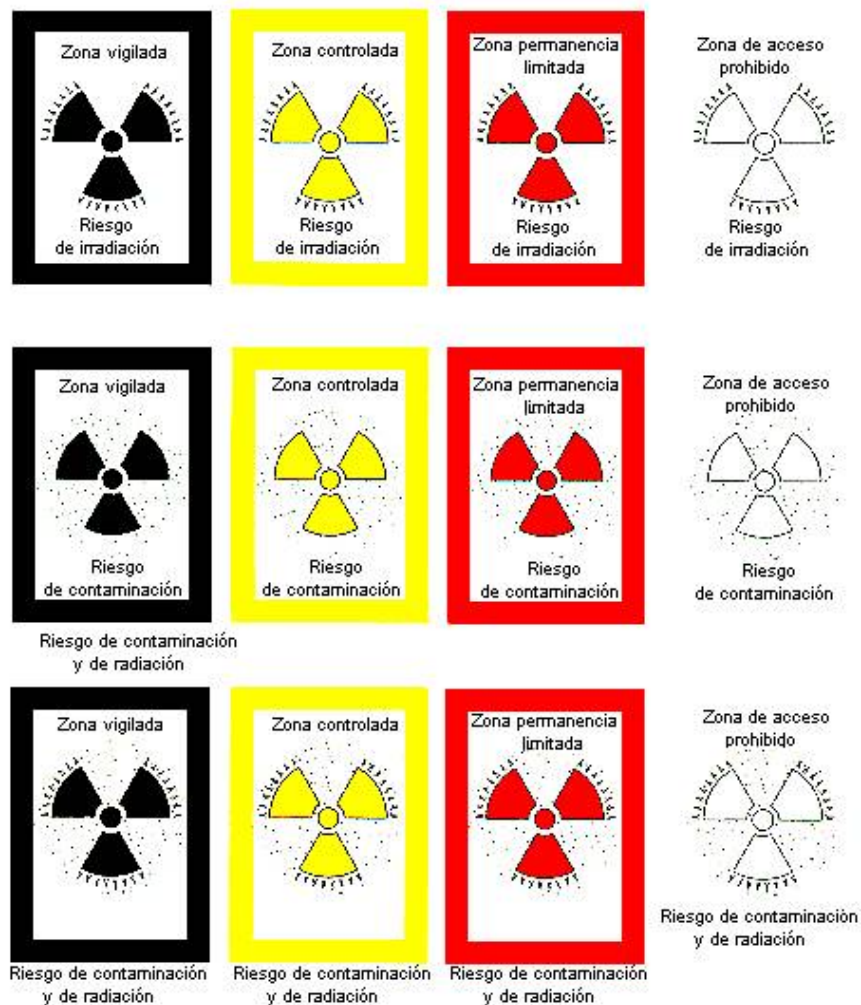 Zona vigilada
Riesgo
de irradiación
Zona controlada
Riesgo
de irradiación
Zona permanencia
limitada
Riesgo
de irradiación
Zona de acceso
prohibido
Riesgo
de irradiación
Zona vigilada
Riesgo
de contaminación
Zona controlada
Riesgo
de contaminación
Zona permanencia
limitada
Riesgo
de contaminación
Zona de acceso
prohibido
Riesgo
de contaminación
Riesgo de contaminación
y de radiación
Zona vigilada
Riesgo de contaminación
y de radiación
Zona controlada
Riesgo de contaminación
y de radiación
Zona permanencia
limitada
Riesgo de contaminación
y de radiación
Zona de acceso
prohibido
Riesgo de contaminación
y de radiación